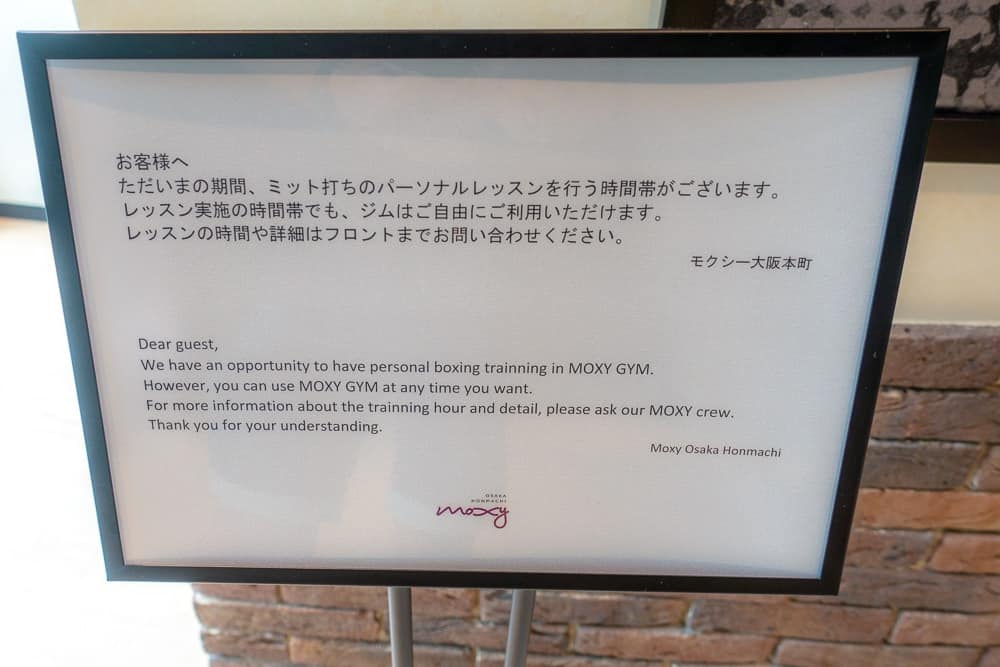 お客様へ
ただいまの期間、ミット打ちのパーソナルレッスンを行う時間帯がございます。
レッスン実施の時間帯でも、ジムはご自由にご利用いただけます。
レッスンの時間や詳細はフロントまでお問い合わせください。
モクシー大阪本町
Dear guest,
We have an opportunity to have personal boxing trainning in MOXY GYM.
However, you can use MOXY GYM at any time you want.
For more information about the trainning hour and detail, please ask our MOXY crew.
Thank you for your understanding.
Moxy Osaka Honmachi
OSAKA
HONMACHI
moxy